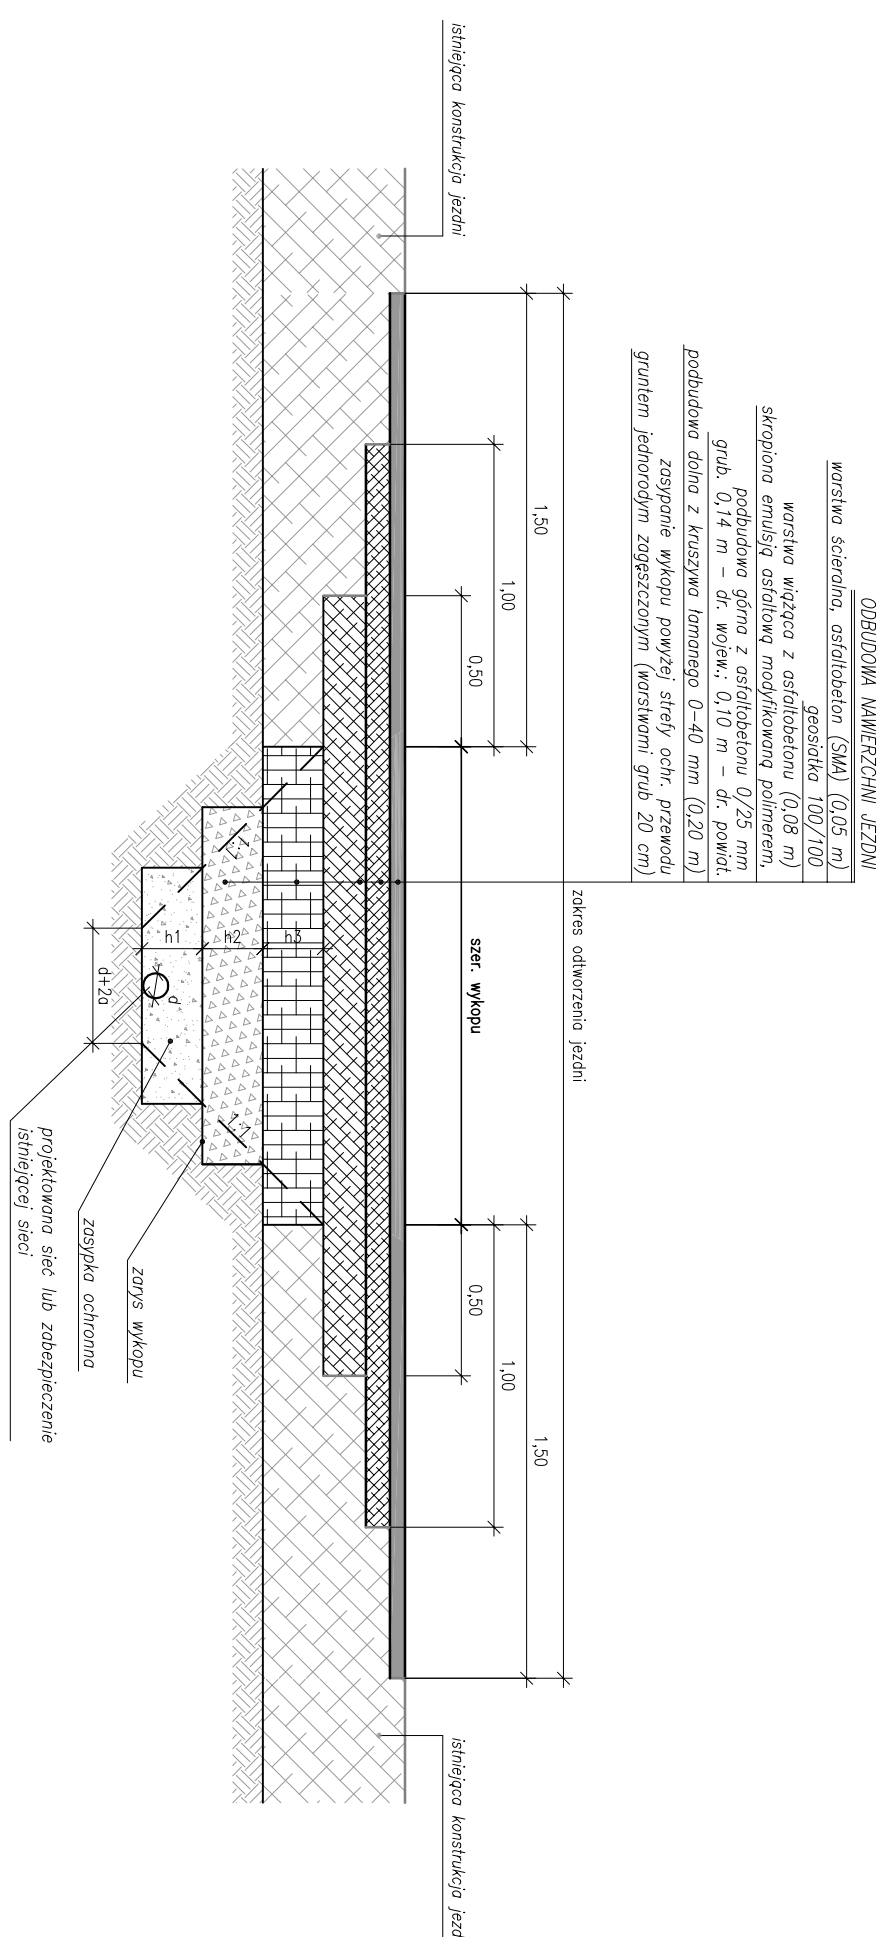 ODBUDOWA NAWIERZCHNI JEZDNI
warstwa ścieralna, asfaltobeton (SMA) (0,05 m)
geosiatka 100/100
warstwa wiążąca z asfaltobetonu (0,08 m)
skropiona emulsją asfaltową modyfikowaną polimerem,
podbudowa górna z asfaltobetonu 0/25 mm
grub. 0,14 m – dr. wojew.; 0,10 m – dr. powiat.
podbudowa dolna z kruszywa łamanego 0–40 mm (0,20 m)
zasypanie wykopu powyżej strefy ochr. przewodu
gruntem jednorodym zagęszczonym (warstwami grub 20 cm)
zakres odtworzenia jezdni
1,50
1,50
1,00
1,00
0,50
szer. wykopu
0,50
istniejąca konstrukcja jezdni
istniejąca konstrukcja jezd
h3
h2
h1
1:1
1:1
d
d+2a
zarys wykopu
zasypka ochronna
projektowana sieć lub zabezpieczenie
istniejącej sieci